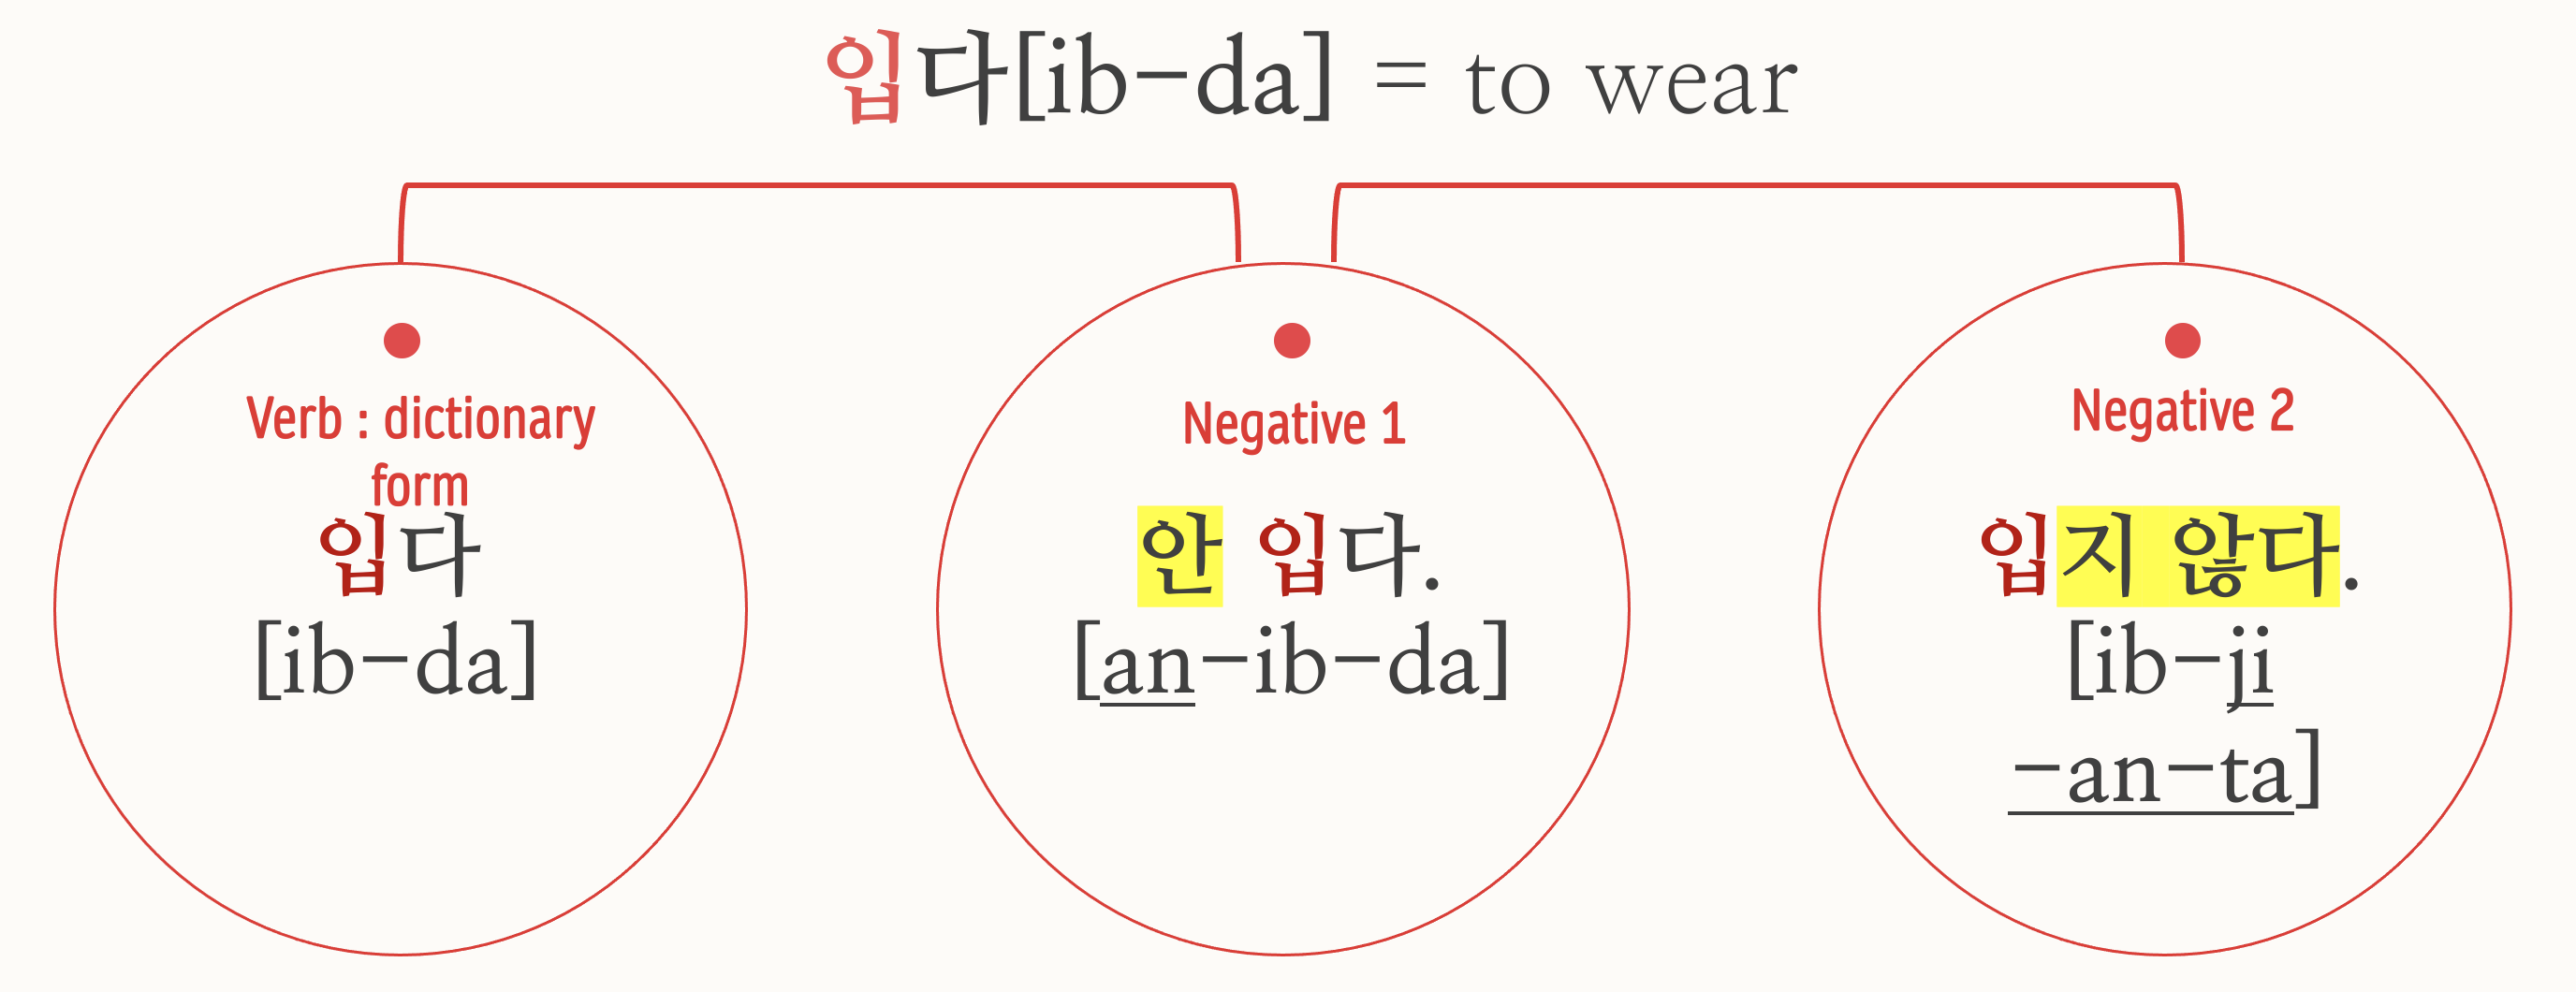 입다[ib-da] = to wear
Verb : dictionary
form
입다
[ib-da]
Negative 1
안 입다.
[an-ib-da]
Negative 2
입지 않다.
[ib-ji
-an-ta]